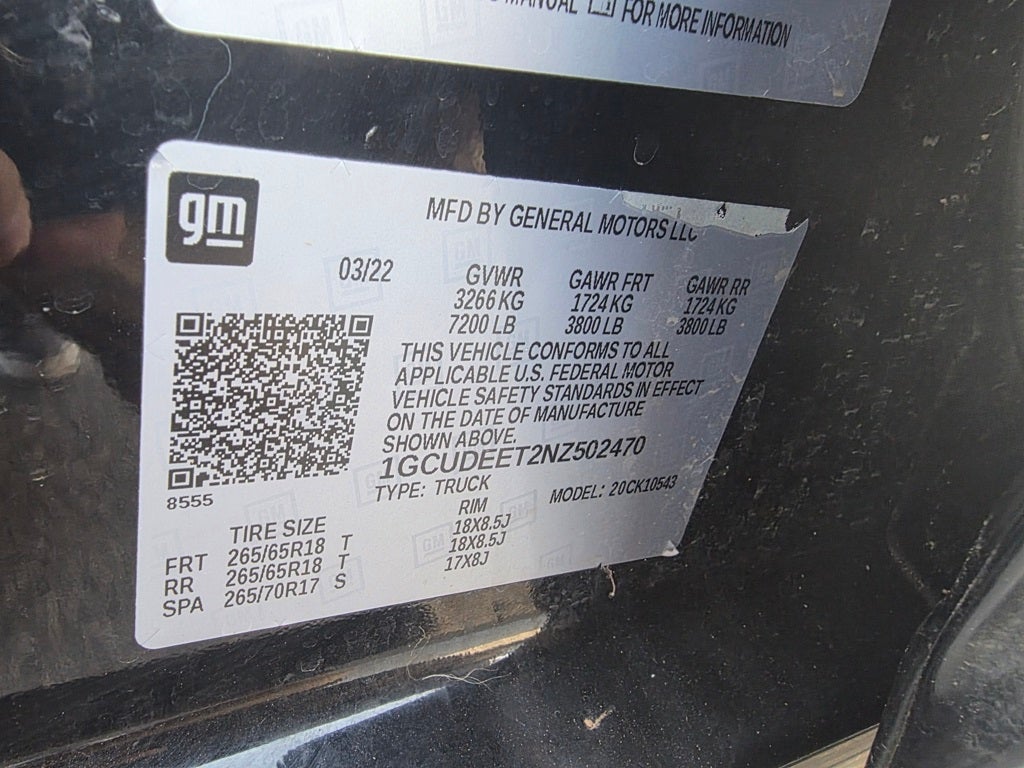 MANUAL FOR MORE INFORMATION
gm
MFD BY GENERAL MOTORS LLC
03/22 GVWR GAWR FRT GAWR RR
3266 KG 1724 KG 1724 KG
7200 LB 3800 LB 3800 LB
THIS VEHICLE CONFORMS TO ALL
APPLICABLE U.S. FEDERAL MOTOR
VEHICLE SAFETY STANDARDS IN EFFECT
ON THE DATE OF MANUFACTURE
SHOWN ABOVE.
1GCUDEET2NZ502470
TYPE: TRUCK MODEL: 20CK10543
8555
TIRE SIZE RIM
FRT 265/65R18 T 18X8.5J
RR 265/65R18 T 18X8.5J
SPA 265/70R17 S 17X8J